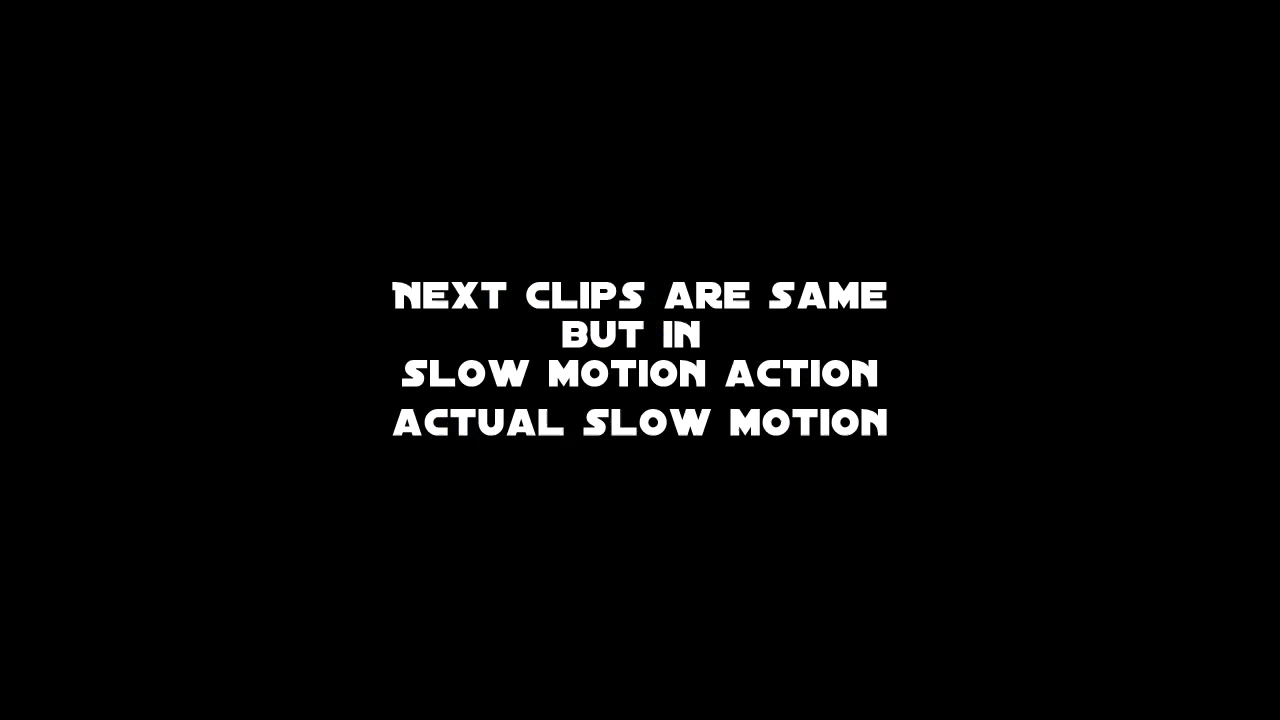 NEXT CLIPS ARE SAME
BUT IN
SLOW MOTION ACTION
ACTUAL SLOW MOTION